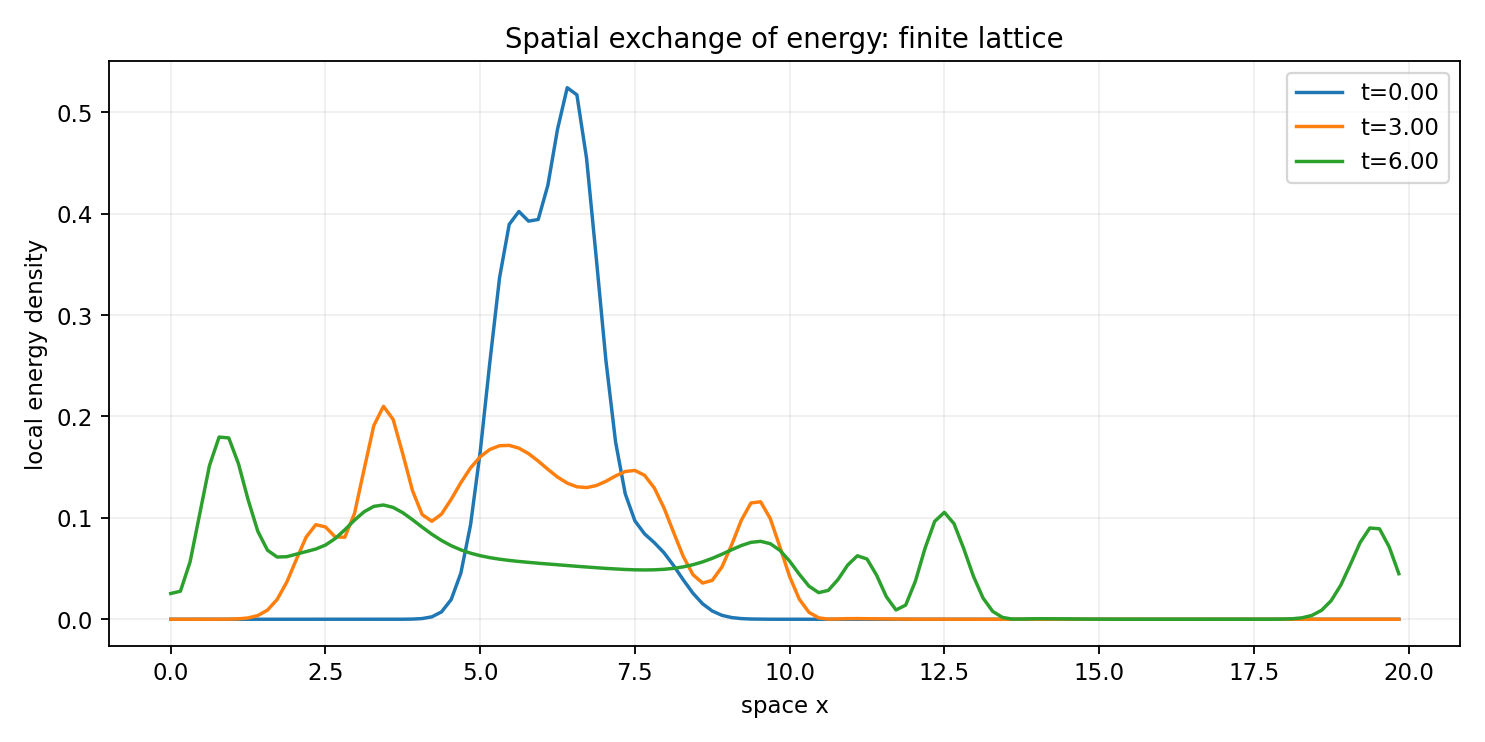 Spatial exchange of energy: finite lattice
t=0.00
t=3.00
t=6.00
local energy density
0.5
0.4
0.3
0.2
0.1
0.0
0.0 2.5 5.0 7.5 10.0 12.5 15.0 17.5 20.0
space x